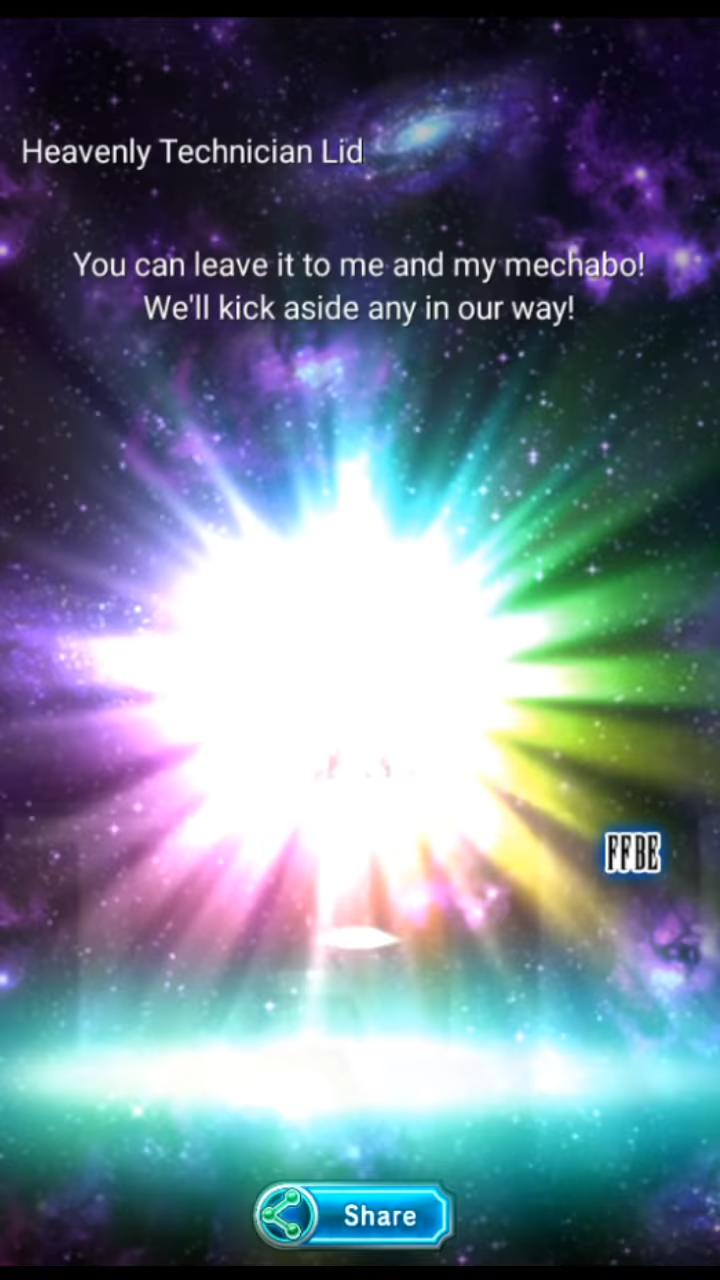 Heavenly Technician Lid
You can leave it to me and my mechabo!
We'll kick aside any in our way!
FFBE
Share